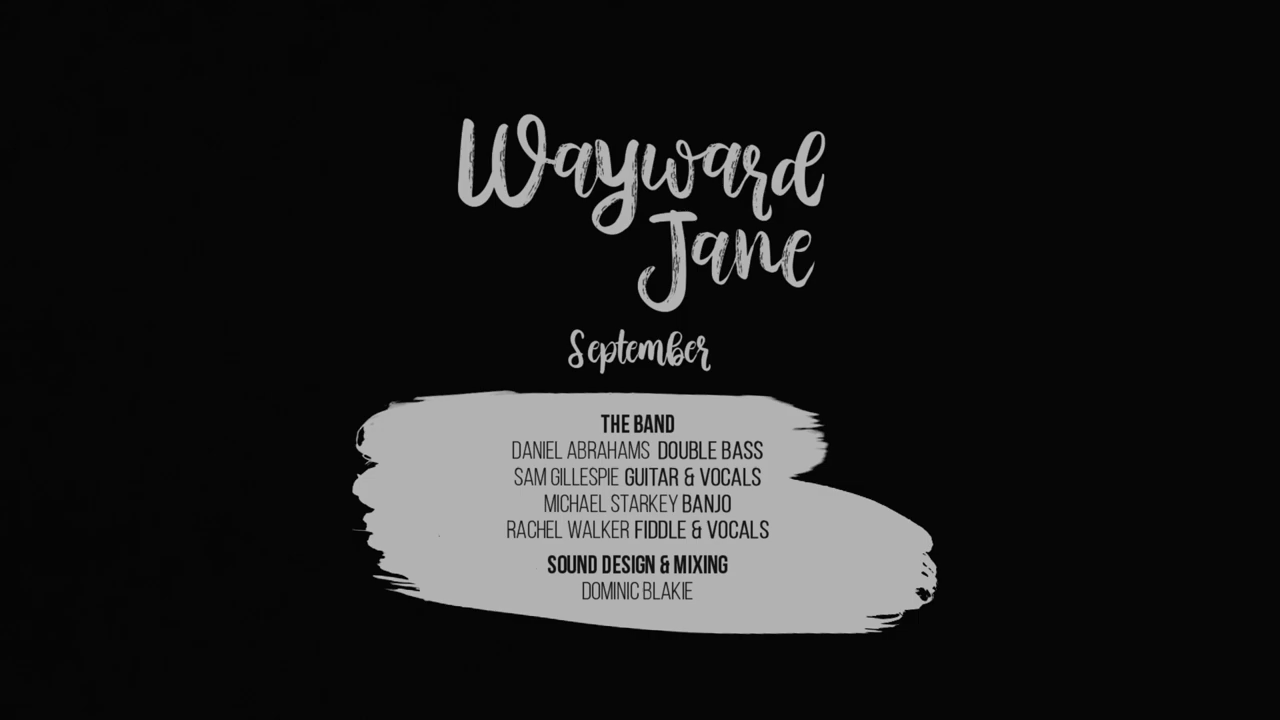 Wayward
Jane
September
THE BAND
DANIEL ABRAHAMS DOUBLE BASS
SAM GILLESPIE GUITAR & VOCALS
MICHAEL STARKEY BANJO
RACHEL WALKER FIDDLE & VOCALS
SOUND DESIGN & MIXING
DOMINIC BLAKIE